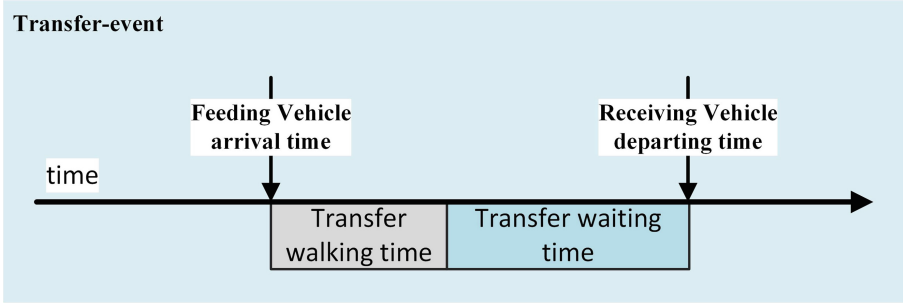 Transfer-event
Feeding Vehicle
arrival time
Receiving Vehicle
departing time
time
Transfer
walking time
Transfer waiting
time